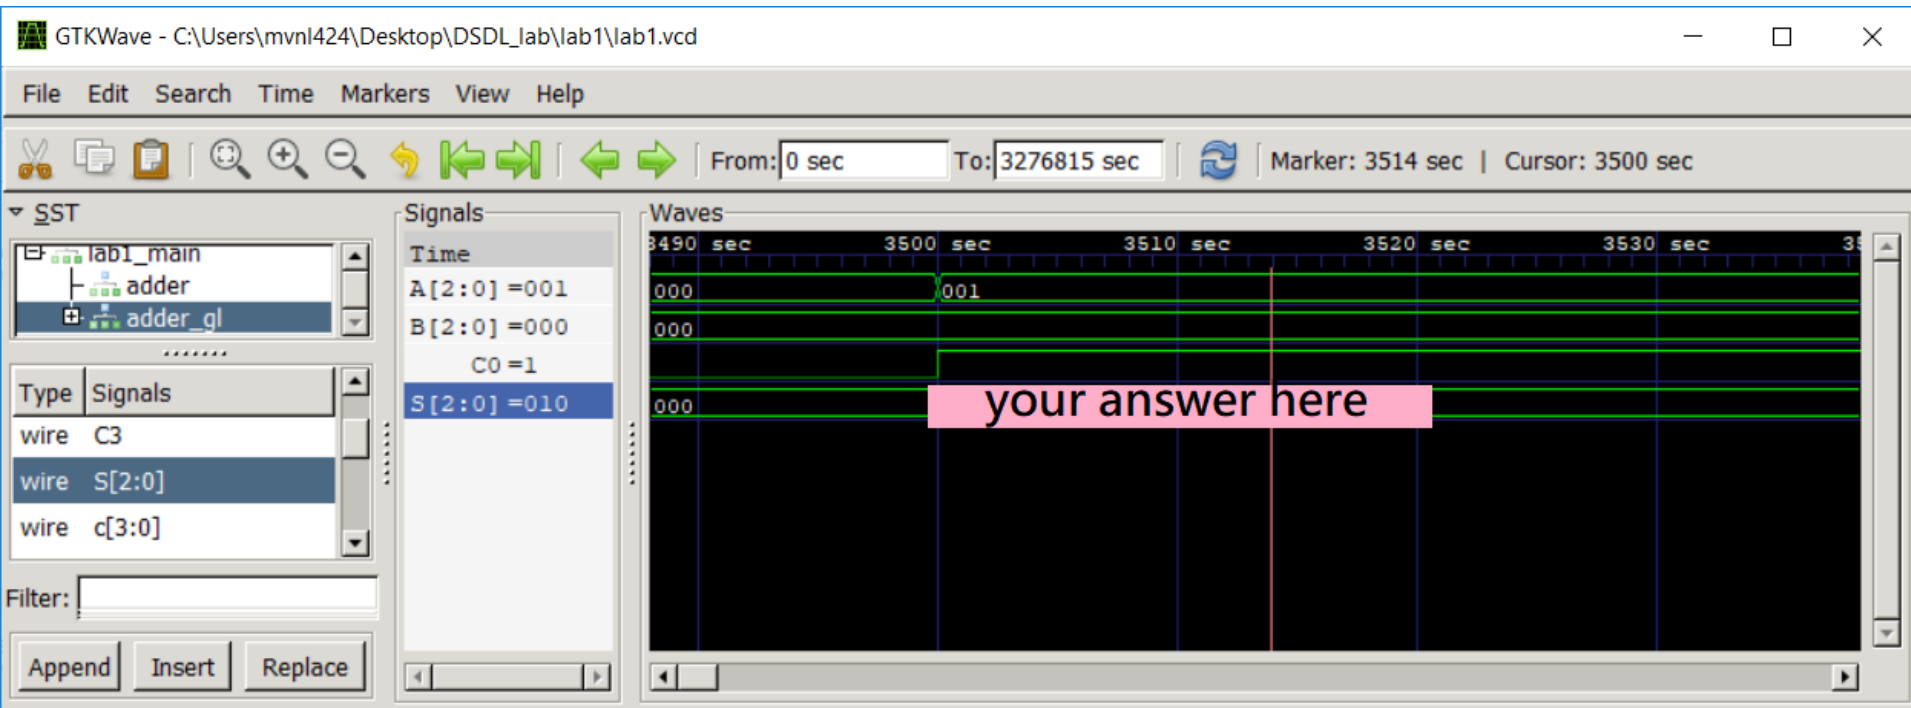 GTKWave - C:\Users\mvnl424\Desktop\DSDL_lab\lab1\lab1.vcd
File Edit Search Time Markers View Help
From: 0 sec To: 3276815 sec Marker: 3514 sec | Cursor: 3500 sec
SST
lab1_main
adder
adder_gl
Type Signals
wire C3
wire S[2:0]
wire c[3:0]
Filter:
Append Insert Replace
Signals
Time
A[2:0] =001
B[2:0] =000
C0 =1
S[2:0] =010
Waves
3490 sec 3500 sec 3510 sec 3520 sec 3530 sec
000 001
000
000 your answer here